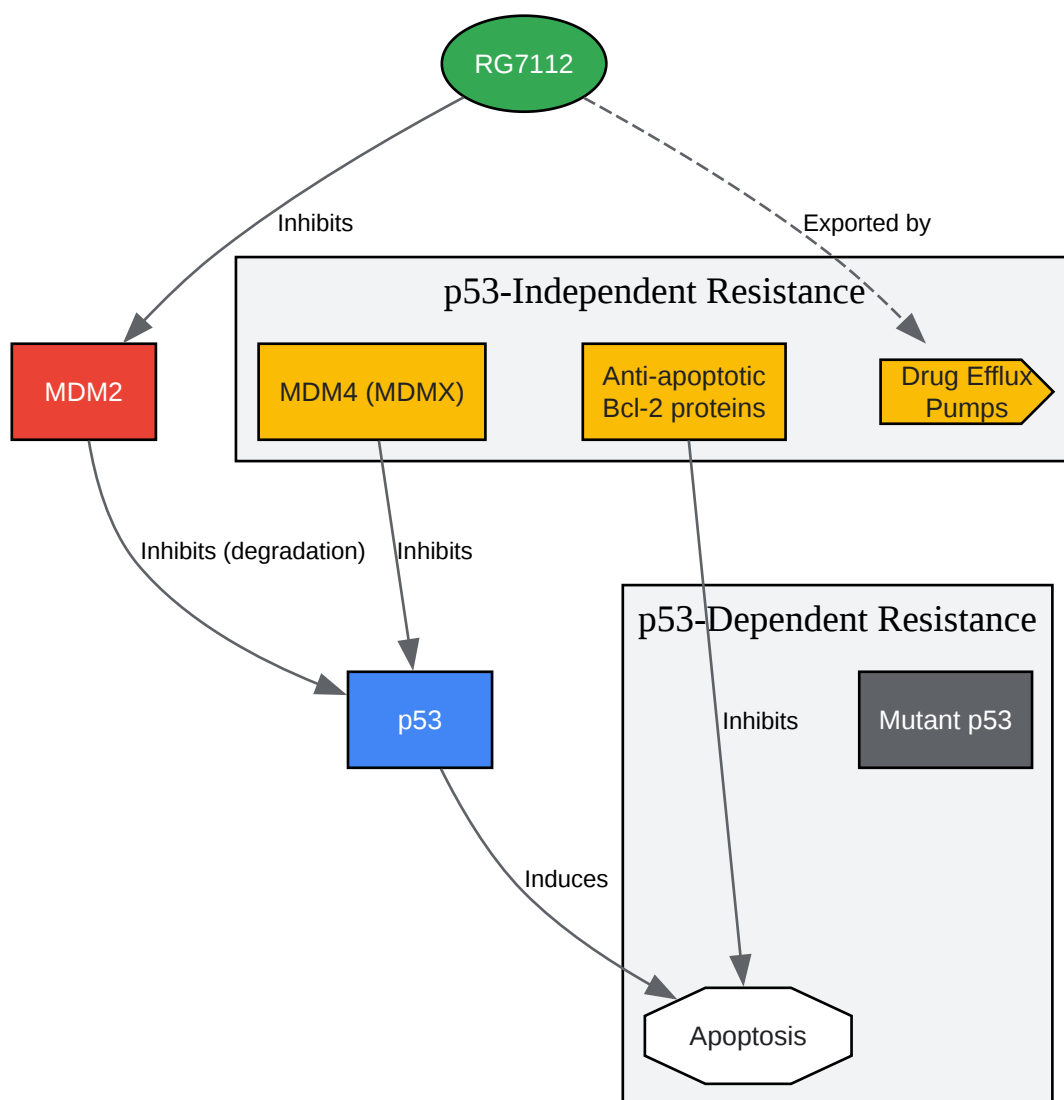 RG7112
Inhibits
Exported by
p53-Independent Resistance
MDM2
MDM4 (MDMX)
Anti-apoptotic
Bcl-2 proteins
Drug Efflux
Pumps
Inhibits (degradation)
Inhibits
p53-Dependent Resistance
p53
Inhibits
Mutant p53
Induces
Apoptosis